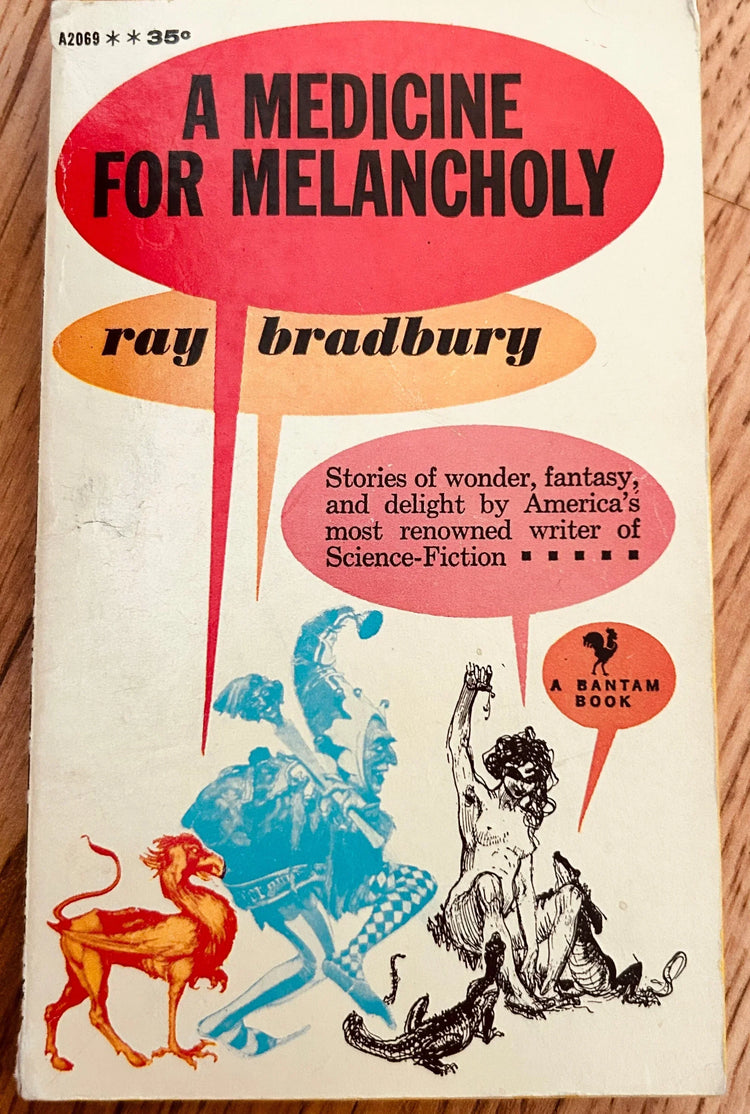 A2069 ** 35¢
A MEDICINE
FOR MELANCHOLY
ray bradbury
Stories of wonder, fantasy,
and delight by America's
most renowned writer of
Science-Fiction ▪ ▪ ▪ ▪ ▪
A BANTAM
BOOK